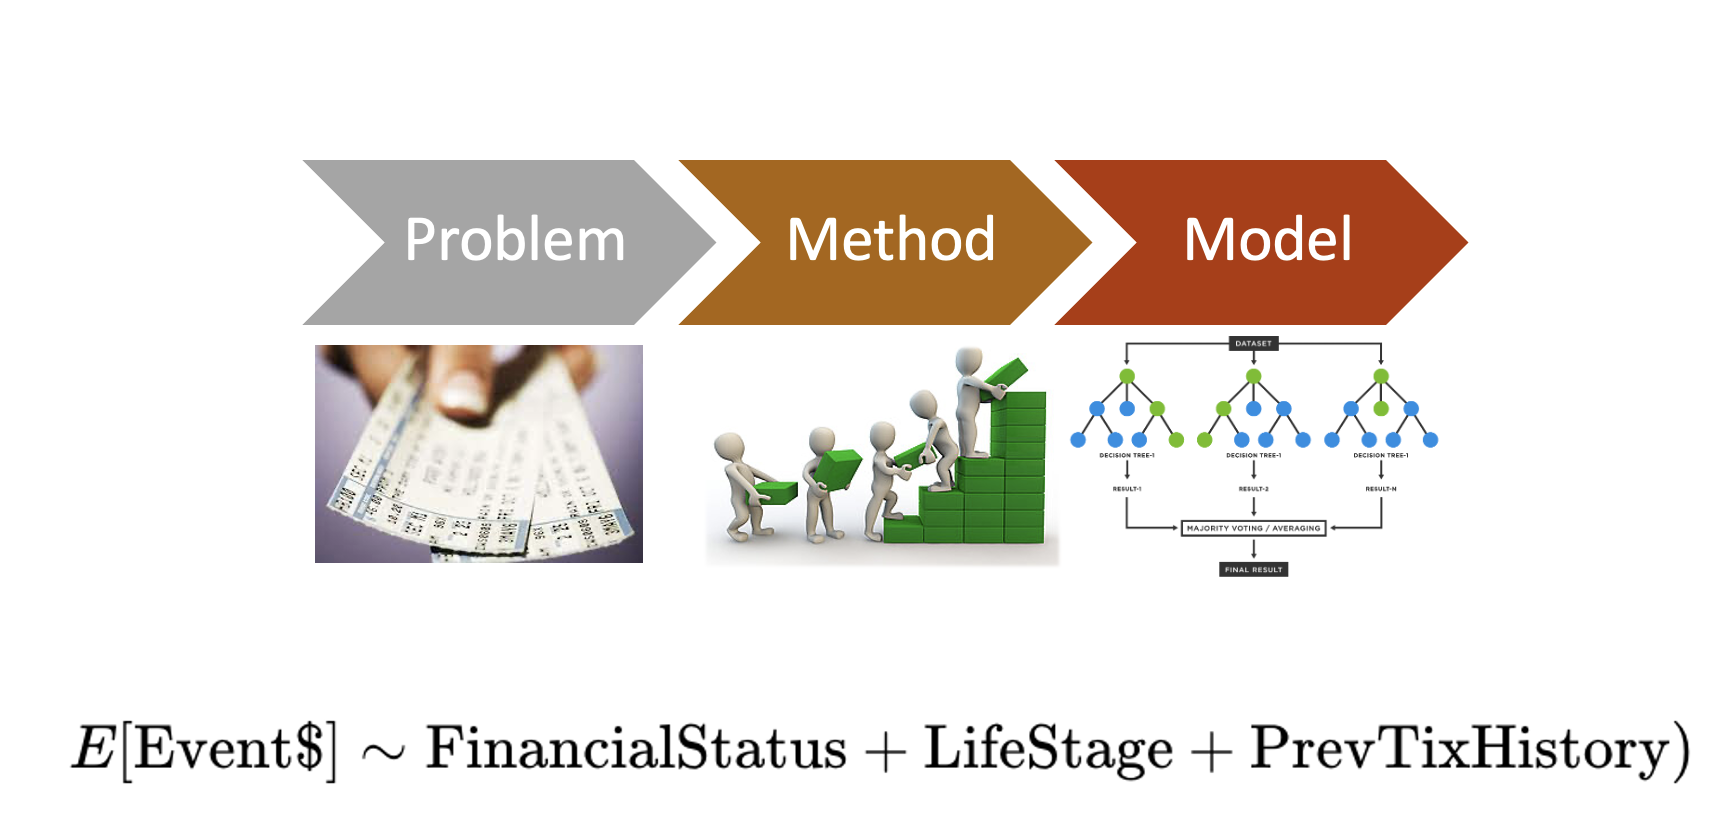 Problem
Method
Model
DATASET
DECISION TREE-1
DECISION TREE-1
DECISION TREE-1
RESULT-1
RESULT-2
RESULT-N
MAJORITY VOTING / AVERAGING
FINAL RESULT
E[Event$] ∼ FinancialStatus + LifeStage + PrevTixHistory)